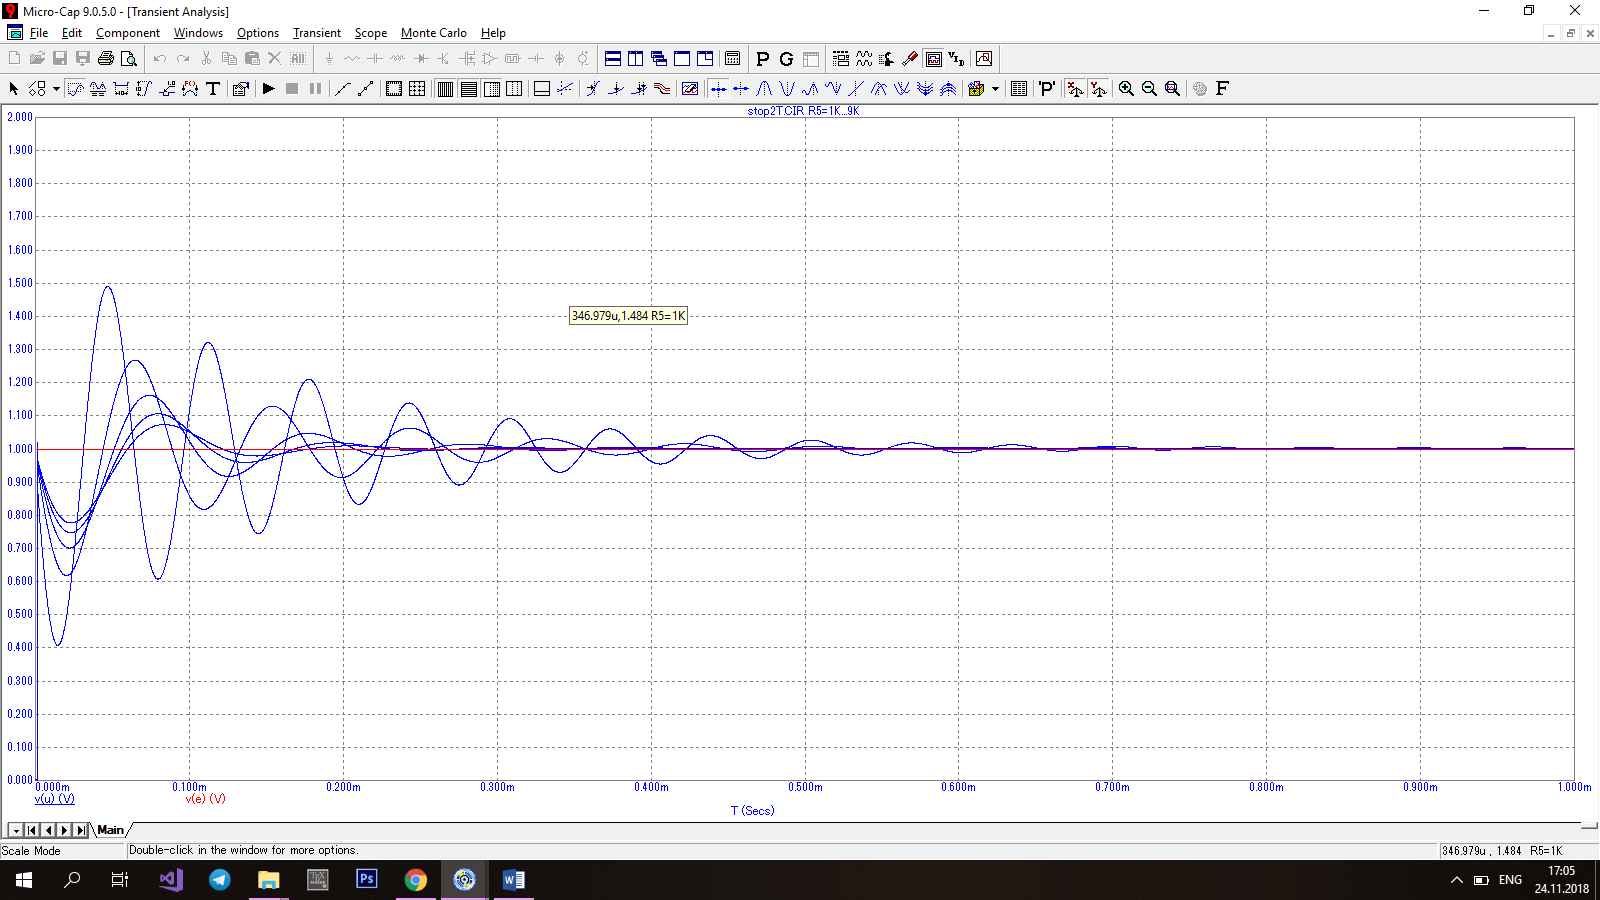 Micro-Cap 9.0.5.0 - [Transient Analysis]
File Edit Component Windows Options Transient Scope Monte Carlo Help
P G
T 'P' F
stop2T.CIR R5=1K...9K
2.000
1.900
1.800
1.700
1.600
1.500
1.400
346.979u,1.484 R5=1K
1.300
1.200
1.100
1.000
0.900
0.800
0.700
0.600
0.500
0.400
0.300
0.200
0.100
0.000
0.000m 0.100m 0.200m 0.300m 0.400m 0.500m 0.600m 0.700m 0.800m 0.900m 1.000m
v(u) (V) v(e) (V)
T (Secs)
Main
Scale Mode Double-click in the window for more options. 346.979u , 1.484 R5=1K
Ps ENG 17:05
24.11.2018